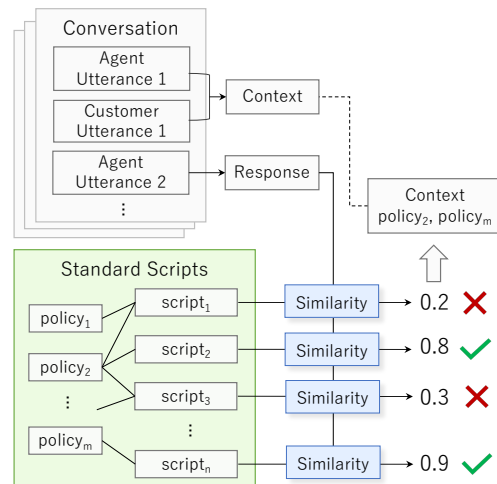 Conversation
Agent
Utterance 1
Customer
Utterance 1
Agent
Utterance 2
⋮
Context
Response
Context
policy₂, policyₘ
Standard Scripts
policy₁
policy₂
⋮
policyₘ
script₁
script₂
script₃
⋮
scriptₙ
Similarity
0.2
Similarity
0.8
Similarity
0.3
Similarity
0.9